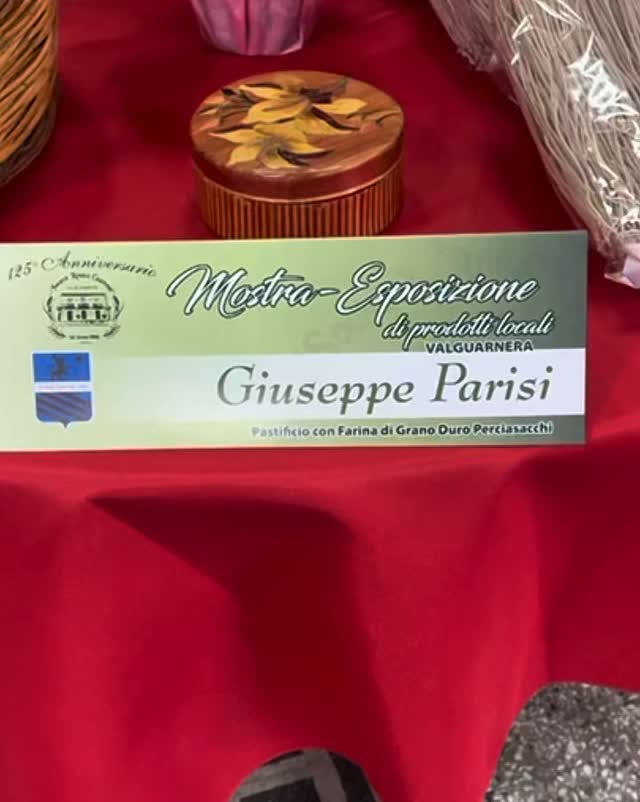 125° Anniversario
Mostra-Esposizione
di prodotti locali
VALGUARNERA
Giuseppe Parisi
Pastificio con Farina di Grano Duro Perciasacchi